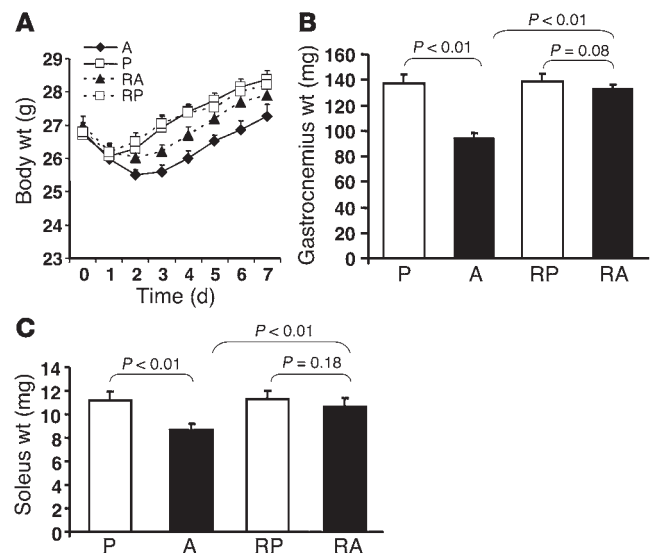 A
A
P
RA
RP
Body wt (g)
29
28
27
26
25
24
23
0 1 2 3 4 5 6 7
Time (d)
B
P < 0.01
P < 0.01
P = 0.08
Gastrocnemius wt (mg)
160
140
120
100
80
60
40
20
0
P A RP RA
C
P < 0.01
P < 0.01
P = 0.18
Soleus wt (mg)
14
12
10
8
6
4
2
0
P A RP RA